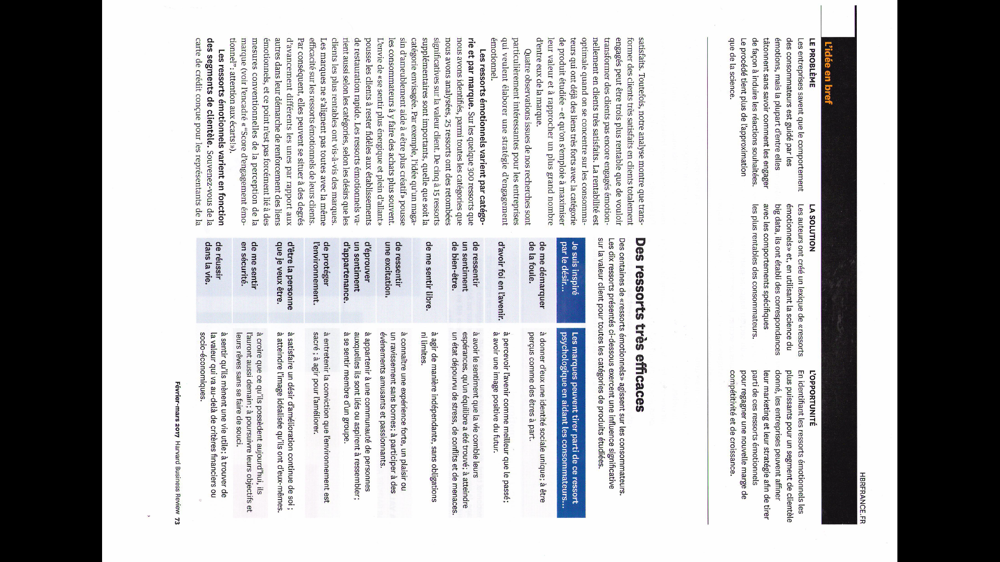 HBRFRANCE.FR
L'idée en bref
LE PROBLÈME
Les entreprises savent que le comportement
des consommateurs est guidé par les
émotions, mais la plupart d'entre elles
tâtonnent sans savoir comment les engager
de façon à induire les réactions souhaitées.
Le procédé tient plus de l'approximation
que de la science.
LA SOLUTION
Les auteurs ont créé un lexique de «ressorts
émotionnels» et, en utilisant la science du
big data, ils ont établi des correspondances
avec les comportements spécifiques
les plus rentables des consommateurs.
L'OPPORTUNITÉ
En identifiant les ressorts émotionnels les
plus puissants pour un segment de clientèle
donné, les entreprises peuvent affiner
leur marketing et leur stratégie afin de tirer
parti de ces ressorts émotionnels
pour regagner une nouvelle marge de
compétitivité et de croissance.
satisfaits. Toutefois, notre analyse montre que trans-
former des clients très satisfaits en clients totalement
engagés peut être trois plus rentable que de vouloir
transformer des clients pas encore engagés émotion-
nellement en clients très satisfaits. La rentabilité est
optimale quand on se concentre sur les consomma-
teurs qui ont déjà des liens très forts avec la catégorie
de produit étudiée – et qu'on s'emploie à maximiser
leur valeur et à rapprocher un plus grand nombre
d'entre eux de la marque.
Quatre observations issues de nos recherches sont
particulièrement intéressantes pour les entreprises
qui veulent élaborer une stratégie d'engagement
émotionnel.
Les ressorts émotionnels varient par catégo-
rie et par marque. Sur les quelque 300 ressorts que
nous avons identifiés, parmi toutes les catégories que
nous avons analysées, 25 ressorts ont des retombées
significatives sur la valeur client. De cinq à 15 ressorts
supplémentaires sont importants, quelle que soit la
catégorie envisagée. Par exemple, l'idée qu'un maga-
sin d'ameublement aide à «être plus créatif» pousse
les consommateurs à y faire des achats plus souvent.
L'envie de «se sentir plus énergique et plein d'allant»
pousse les clients à rester fidèles aux établissements
de restauration rapide. Les ressorts émotionnels va-
rient aussi selon les catégories, selon les désirs que les
clients les plus rentables ont vis-à-vis des marques.
Les marques ne s'alignent pas toutes avec la même
efficacité sur les ressorts émotionnels de leurs clients.
Par conséquent, elles peuvent se situer à des degrés
d'avancement différents les unes par rapport aux
autres dans leur démarche de renforcement des liens
émotionnels, et ce point n'est pas forcément lié à des
mesures conventionnelles de la perception de la
marque (voir l'encadré «"Score d'engagement émo-
tionnel": attention aux écarts!»).
Les ressorts émotionnels varient en fonction
des segments de clientèle. Souvenez-vous de la
carte de crédit conçue pour les représentants de la
Des ressorts très efficaces
Des centaines de «ressorts émotionnels» agissent sur les consommateurs.
Les dix ressorts présentés ci-dessous exercent une influence significative
sur la valeur client pour toutes les catégories de produits étudiées.
Je suis inspiré
par le désir...
Les marques peuvent tirer parti de ce ressort
psychologique en aidant les consommateurs...
de me démarquer
de la foule.
à donner d'eux une identité sociale unique; à être
perçus comme des êtres à part.
d'avoir foi en l'avenir.
à percevoir l'avenir comme meilleur que le passé;
à avoir une image positive du futur.
de ressentir
un sentiment
de bien-être.
à avoir le sentiment que la vie comble leurs
espérances, qu'un équilibre a été trouvé; à atteindre
un état dépourvu de stress, de conflits et de menaces.
de me sentir libre.
à agir de manière indépendante, sans obligations
ni limites.
de ressentir
une excitation.
à connaître une expérience forte, un plaisir ou
un ravissement sans bornes; à participer à des
événements amusants et passionnants.
d'éprouver
un sentiment
d'appartenance.
à appartenir à une communauté de personnes
auxquelles ils sont liés ou aspirent à ressembler;
à se sentir membre d'un groupe.
de protéger
l'environnement.
à entretenir la conviction que l'environnement est
sacré ; à agir pour l'améliorer.
d'être la personne
que je veux être.
à satisfaire un désir d'amélioration continue de soi ;
à atteindre l'image idéalisée qu'ils ont d'eux-mêmes.
de me sentir
en sécurité.
à croire que ce qu'ils possèdent aujourd'hui, ils
l'auront aussi demain; à poursuivre leurs objectifs et
leurs rêves sans se faire de souci.
de réussir
dans la vie.
à sentir qu'ils mènent une vie utile; à trouver de
la valeur qui va au-delà de critères financiers ou
socio-économiques.
Février-mars 2017 Harvard Business Review 73